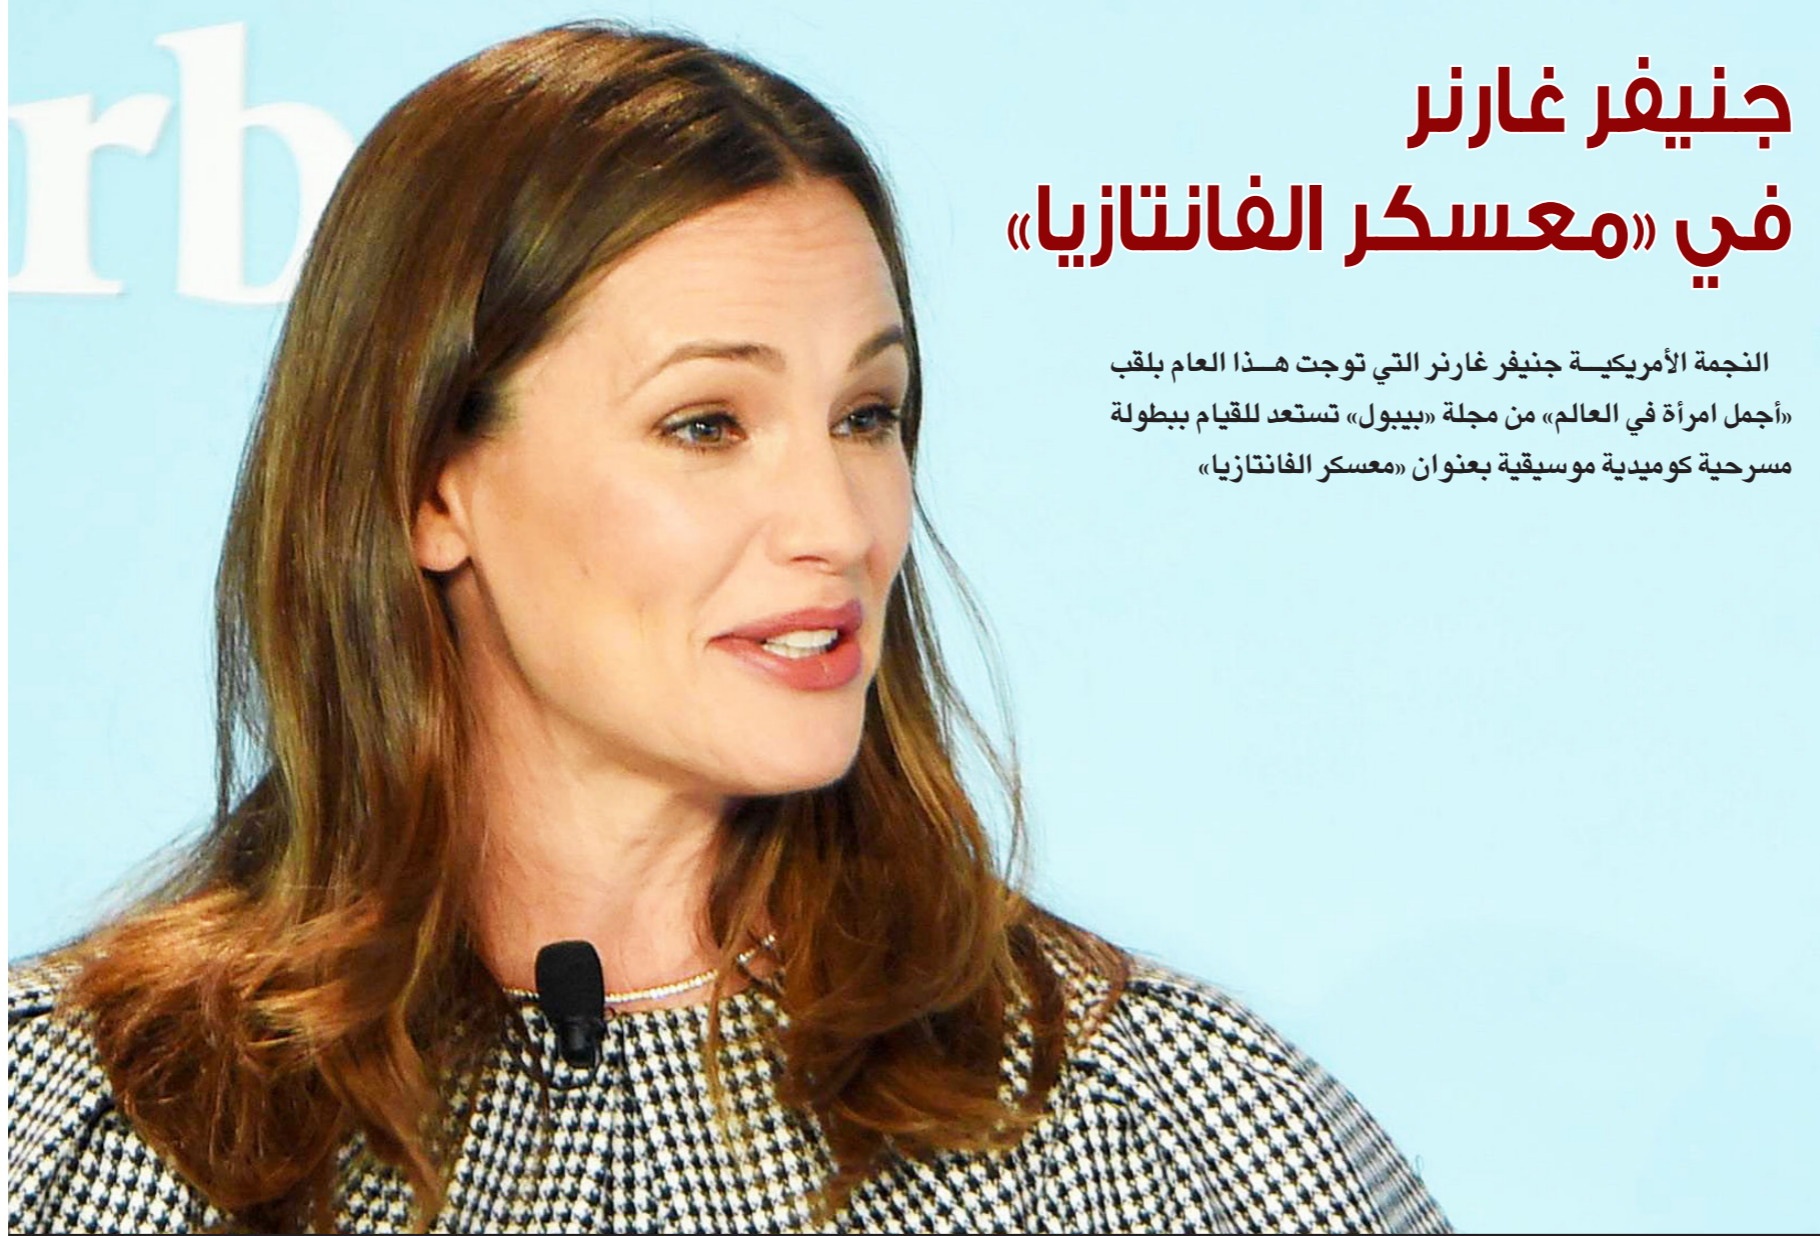 rb
جنيفر غارنر
في «معسكر الفانتازيا»
النجمة الأمريكيــة جنيفر غارنر التي توجت هــذا العام بلقب
«أجمل امرأة في العالم» من مجلة «بيبول» تستعد للقيام ببطولة
مسرحية كوميدية موسيقية بعنوان «معسكر الفانتازيا»